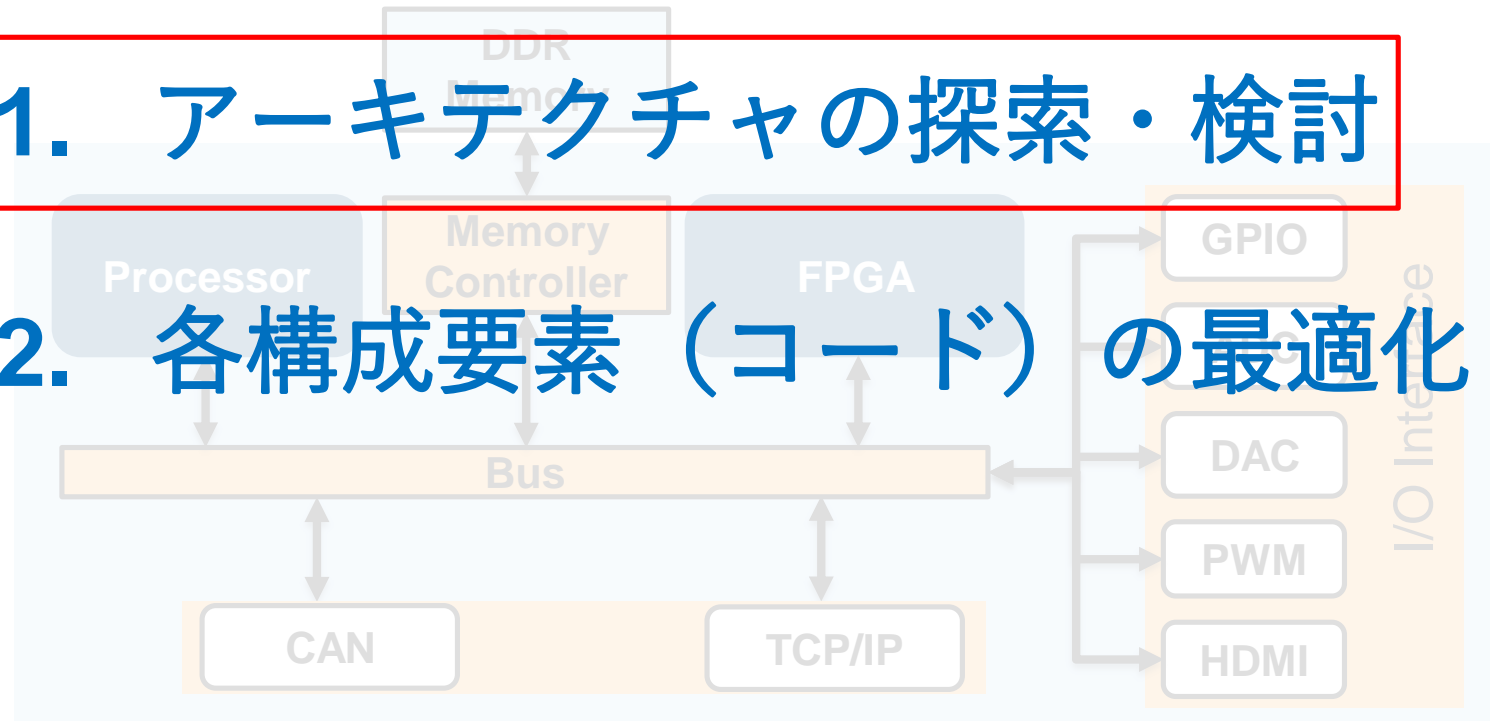 DDR
Memory
1. アーキテクチャの探索・検討
Processor
Memory
Controller
FPGA
GPIO
2. 各構成要素（コード）の最適化
DAC
I/O Interface
Bus
PWM
CAN
TCP/IP
HDMI